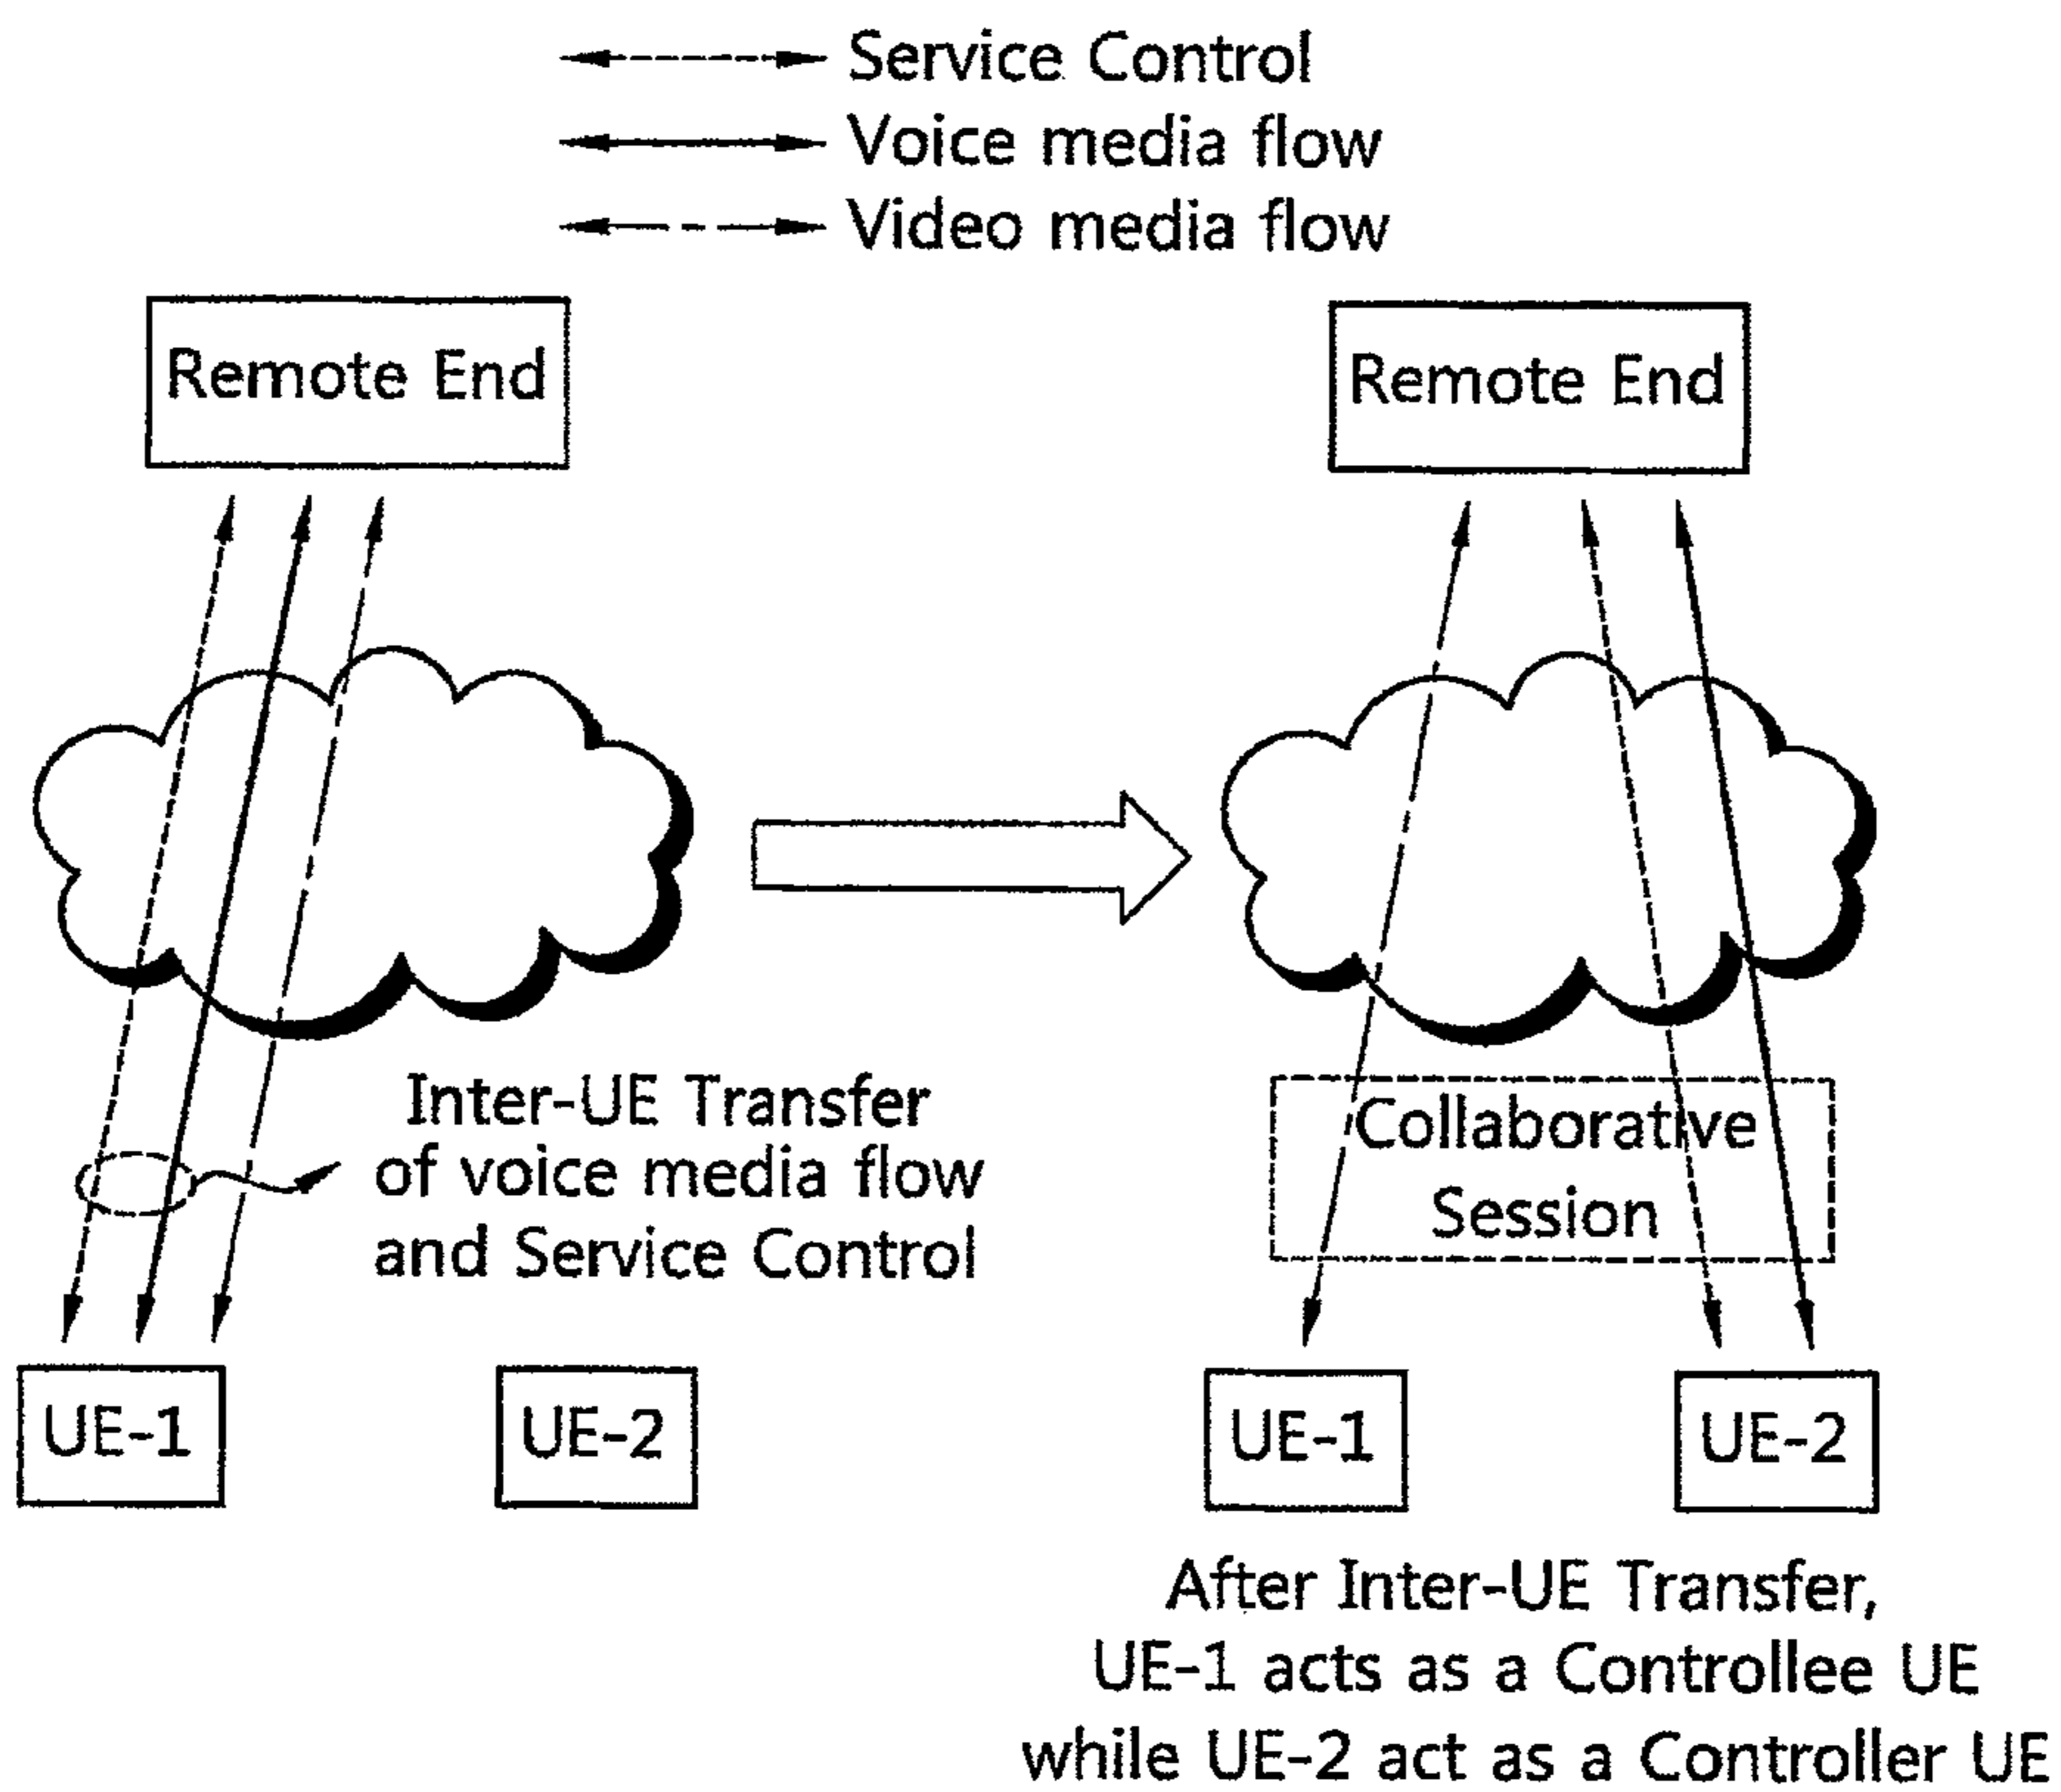 Service Control
Voice media flow
Video media flow
Remote End
Remote End
Inter-UE Transfer
of voice media flow
and Service Control
Collaborative
Session
UE-1
UE-2
UE-1
UE-2
After Inter-UE Transfer,
UE-1 acts as a Controllee UE
while UE-2 act as a Controller UE